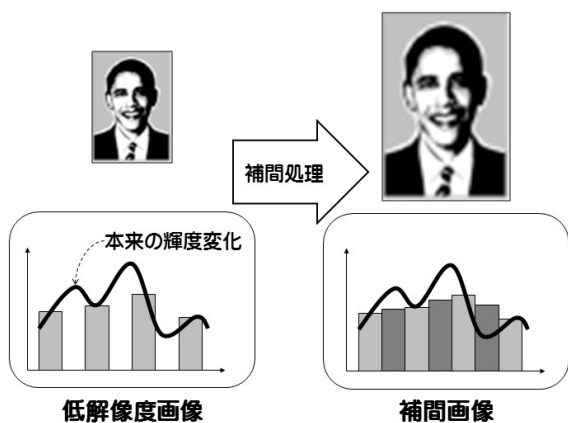 補間処理
本来の輝度変化
低解像度画像
補間画像